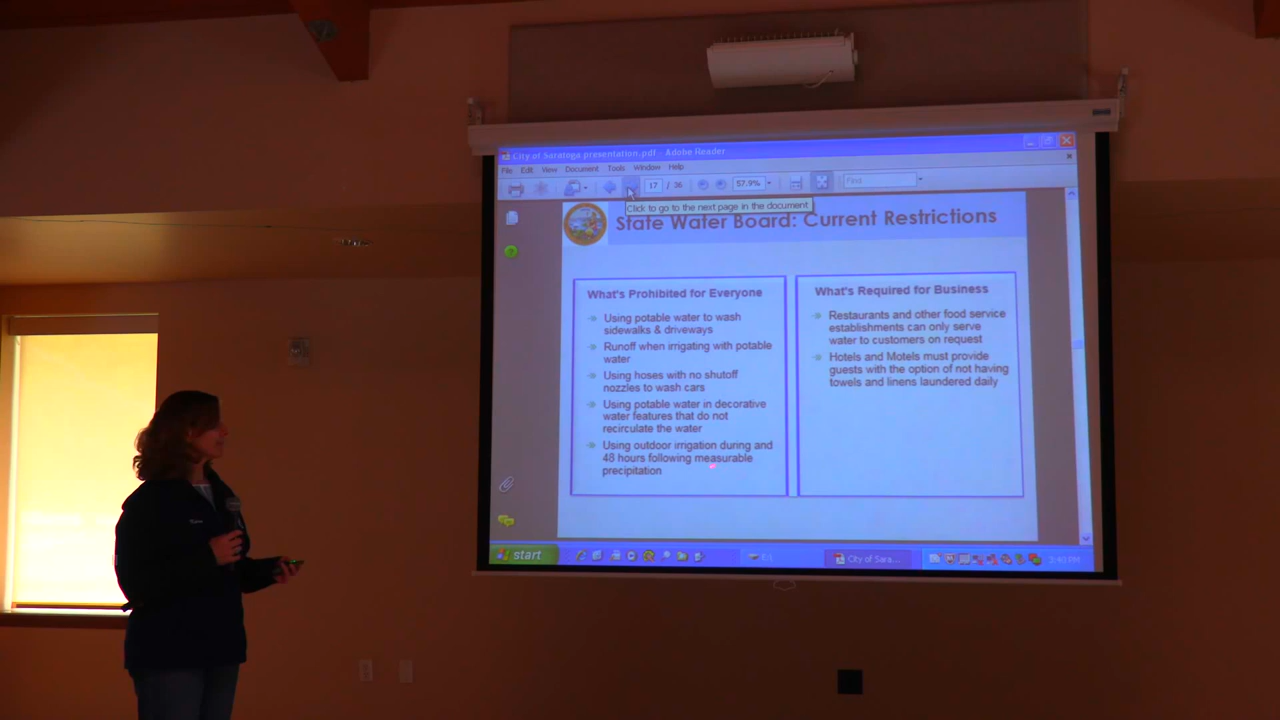 City of Saratoga presentation.pdf - Adobe Reader
File Edit View Document Tools Window Help
17 / 36 57.9% Find
Click to go to the next page in the document
State Water Board: Current Restrictions
What's Prohibited for Everyone
Using potable water to wash
sidewalks & driveways
Runoff when irrigating with potable
water
Using hoses with no shutoff
nozzles to wash cars
Using potable water in decorative
water features that do not
recirculate the water
Using outdoor irrigation during and
48 hours following measurable
precipitation
What's Required for Business
Restaurants and other food service
establishments can only serve
water to customers on request
Hotels and Motels must provide
guests with the option of not having
towels and linens laundered daily
start City of Sara... 3:40 PM